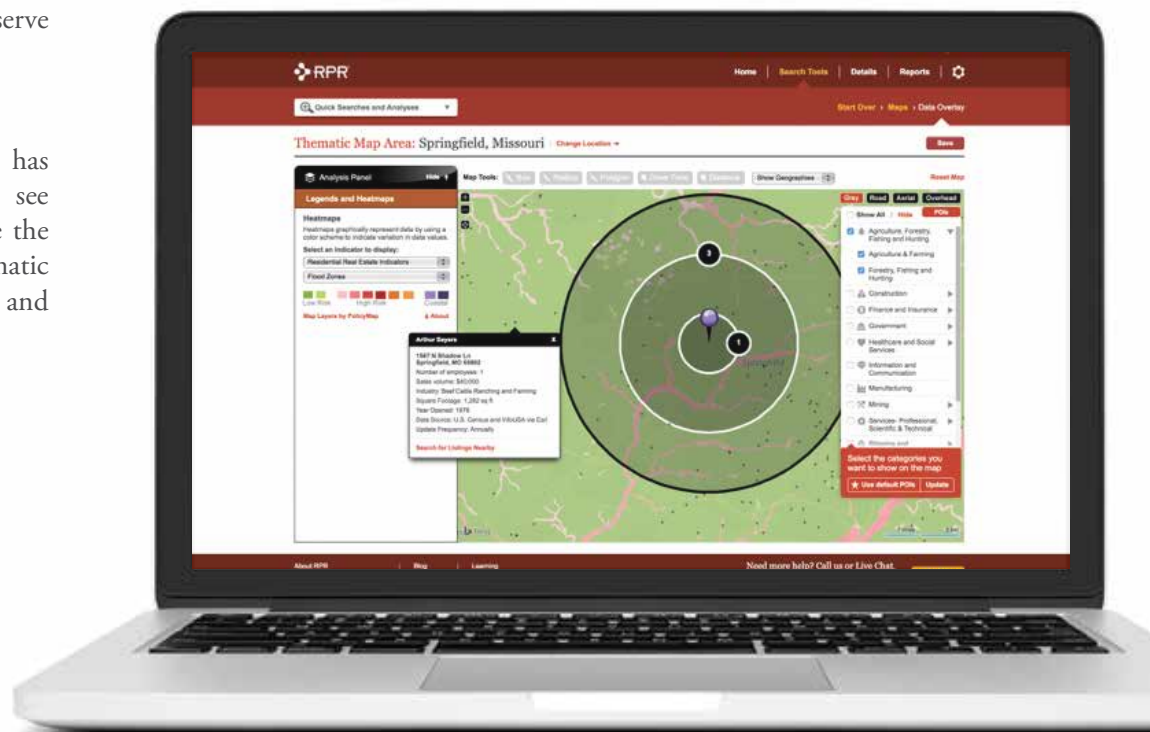 serve
has
see
e the
matic
and
RPR
Home | Search Tools | Details | Reports
Quick Searches and Analyses
Start Over › Maps › Data Overlay
Thematic Map Area: Springfield, Missouri | Change Location
Save
Analysis Panel
Hide
Map Tools:
Radius
Polygon
Drive Time
Distance
Show Geographies
Reset Map
Legends and Heatmaps
Heatmaps
Heatmaps graphically represent data by using a
color scheme to indicate variation in data values.
Select an indicator to display:
Residential Real Estate Indicators
Flood Zones
Low Risk High Risk Coastal
Map Layers by PolicyMap
About
Arthur Sayers X
1567 N Shadow Ln
Springfield, MO
Number of employees: 1
Sales volume: $40,000
Industry: Beef Cattle Ranching and Farming
Square Footage: 1,282 sq ft
Year Opened: 1976
Data Source: U.S. Census and InfoUSA via Esri
Update Frequency: Annually
Search for Listings Nearby
3
1
Springfield
Gray Road Aerial Overhead
Show All | Hide POIs
Agriculture, Forestry,
Fishing and Hunting
Agriculture & Farming
Forestry, Fishing and
Hunting
Construction
Finance and Insurance
Government
Healthcare and Social
Services
Information and
Communication
Manufacturing
Mining
Services- Professional,
Scientific & Technical
Select the categories you
want to show on the map
Use default POIs Update
About RPR | Blog | Learning
Need more help? Call us or Live Chat.